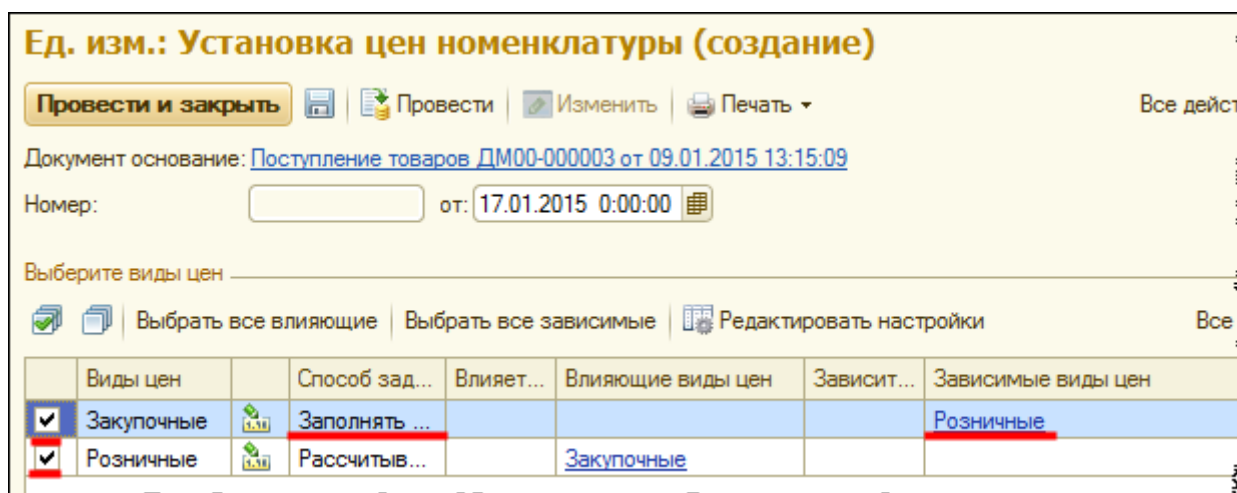 Ед. изм.: Установка цен номенклатуры (создание)
Провести и закрыть Провести Изменить Печать Все дейст
Документ основание: Поступление товаров ДМ00-000003 от 09.01.2015 13:15:09
Номер: от: 17.01.2015 0:00:00
Выберите виды цен
Выбрать все влияющие Выбрать все зависимые Редактировать настройки Все
Виды цен Способ зад... Влияет... Влияющие виды цен Зависит... Зависимые виды цен
Закупочные Заполнять ... Розничные
Розничные Рассчитыв... Закупочные